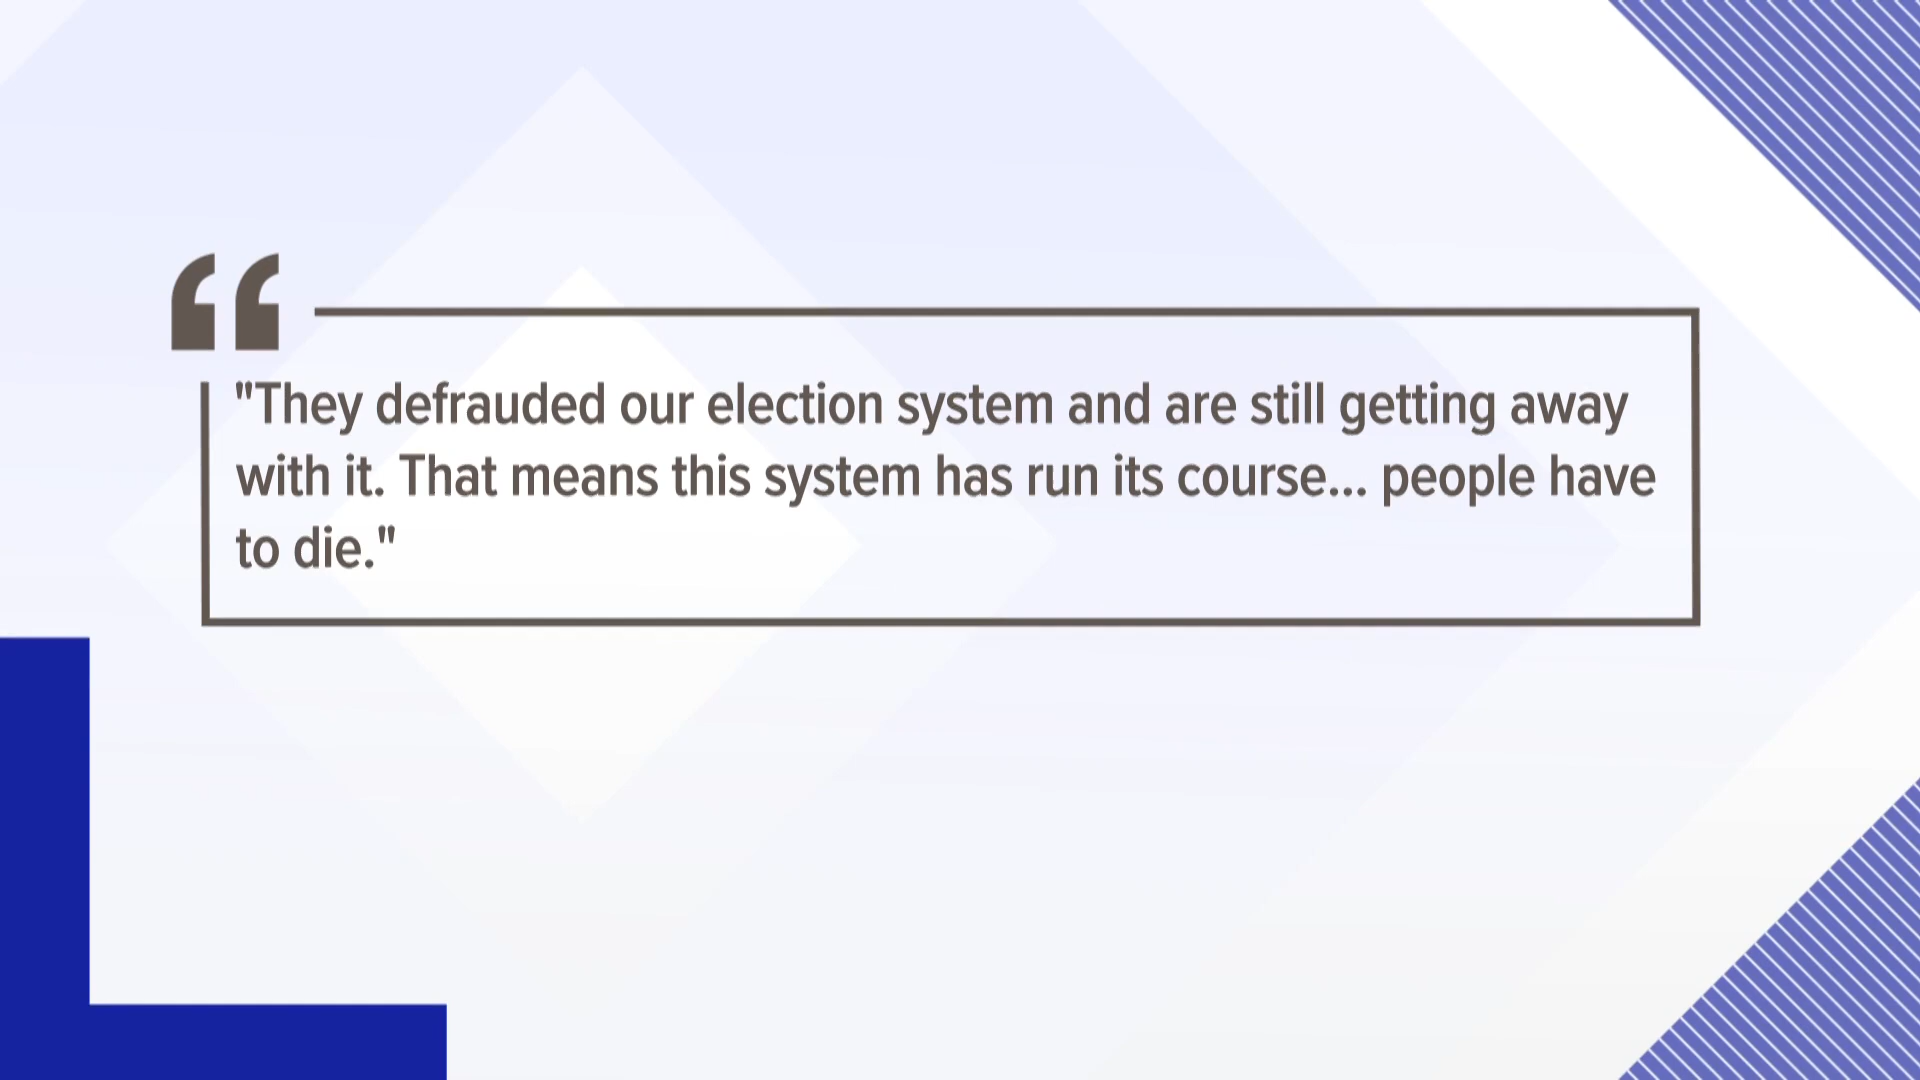 "They defrauded our election system and are still getting away
with it. That means this system has run its course... people have
to die."